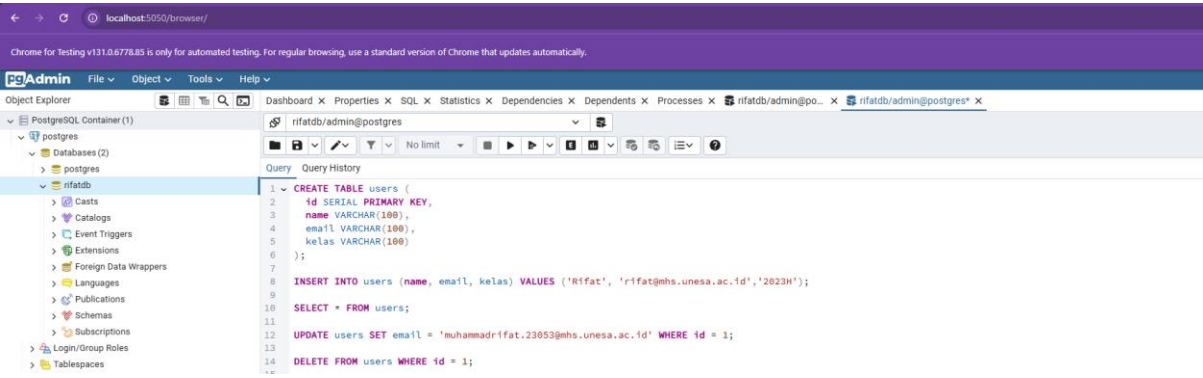 localhost:5050/browser/
Chrome for Testing v131.0.6778.85 is only for automated testing. For regular browsing, use a standard version of Chrome that updates automatically.
pgAdmin File Object Tools Help
Object Explorer
Dashboard X Properties X SQL X Statistics X Dependencies X Dependents X Processes X rifatdb/admin@po... X rifatdb/admin@postgres* X
PostgreSQL Container (1)
rifatdb/admin@postgres
postgres
Databases (2)
No limit
postgres
Query Query History
rifatdb
Casts
Catalogs
Event Triggers
Extensions
Foreign Data Wrappers
Languages
Publications
Schemas
Subscriptions
Login/Group Roles
Tablespaces
1 CREATE TABLE users (
2 id SERIAL PRIMARY KEY,
3 name VARCHAR(100),
4 email VARCHAR(100),
5 kelas VARCHAR(100)
6 );
7
8 INSERT INTO users (name, email, kelas) VALUES ('Rifat', 'rifat@mhs.unesa.ac.id','2023H');
9
10 SELECT * FROM users;
11
12 UPDATE users SET email = 'muhammadrifat.23053@mhs.unesa.ac.id' WHERE id = 1;
13
14 DELETE FROM users WHERE id = 1;